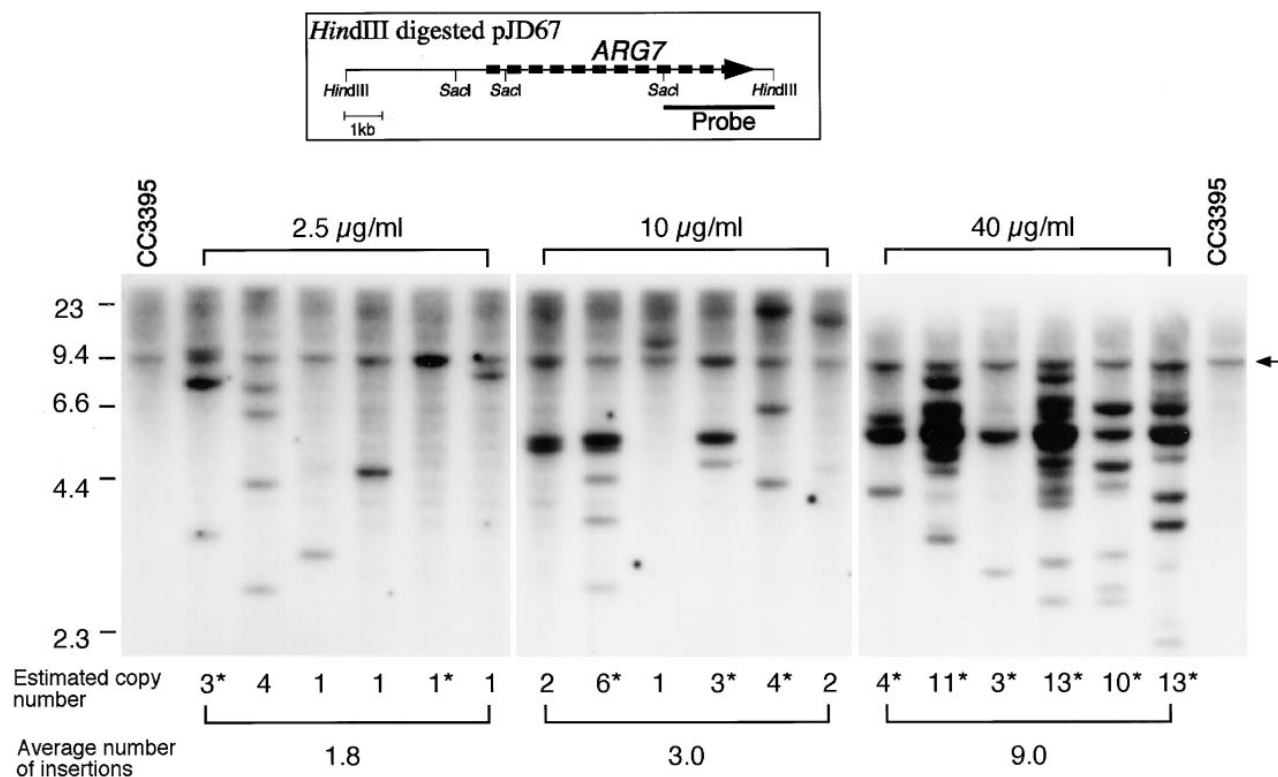 HindIII digested pJD67
ARG7
HindIII SacI SacI SacI HindIII
1kb
Probe
CC3395
2.5 µg/ml
10 µg/ml
40 µg/ml
CC3395
23
9.4
6.6
4.4
2.3
Estimated copy number
3* 4 1 1 1* 1 2 6* 1 3* 4* 2 4* 11* 3* 13* 10* 13*
Average number of insertions
1.8 3.0 9.0